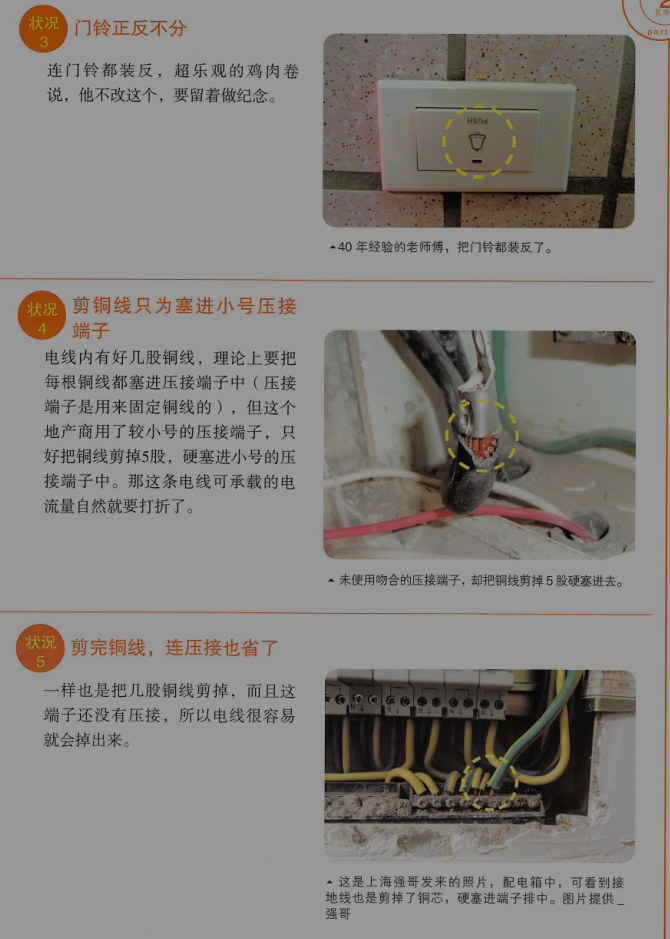 part
状况
3
门铃正反不分
连门铃都装反，超乐观的鸡肉卷
说，他不改这个，要留着做纪念。
PUSH
▲40 年经验的老师傅，把门铃都装反了。
状况
4
剪铜线只为塞进小号压接
端子
电线内有好几股铜线，理论上要把
每根铜线都塞进压接端子中（压接
端子是用来固定铜线的），但这个
地产商用了较小号的压接端子，只
好把铜线剪掉5股，硬塞进小号的压
接端子中。那这条电线可承载的电
流量自然就要打折了。
▲ 未使用吻合的压接端子，却把铜线剪掉 5 股硬塞进去。
状況
5
剪完铜线，连压接也省了
一样也是把几股铜线剪掉，而且这
端子还没有压接，所以电线很容易
就会掉出来。
▲ 这是上海强哥发来的照片，配电箱中，可看到接
地线也是剪掉了铜芯，硬塞进端子排中。图片提供_
强哥